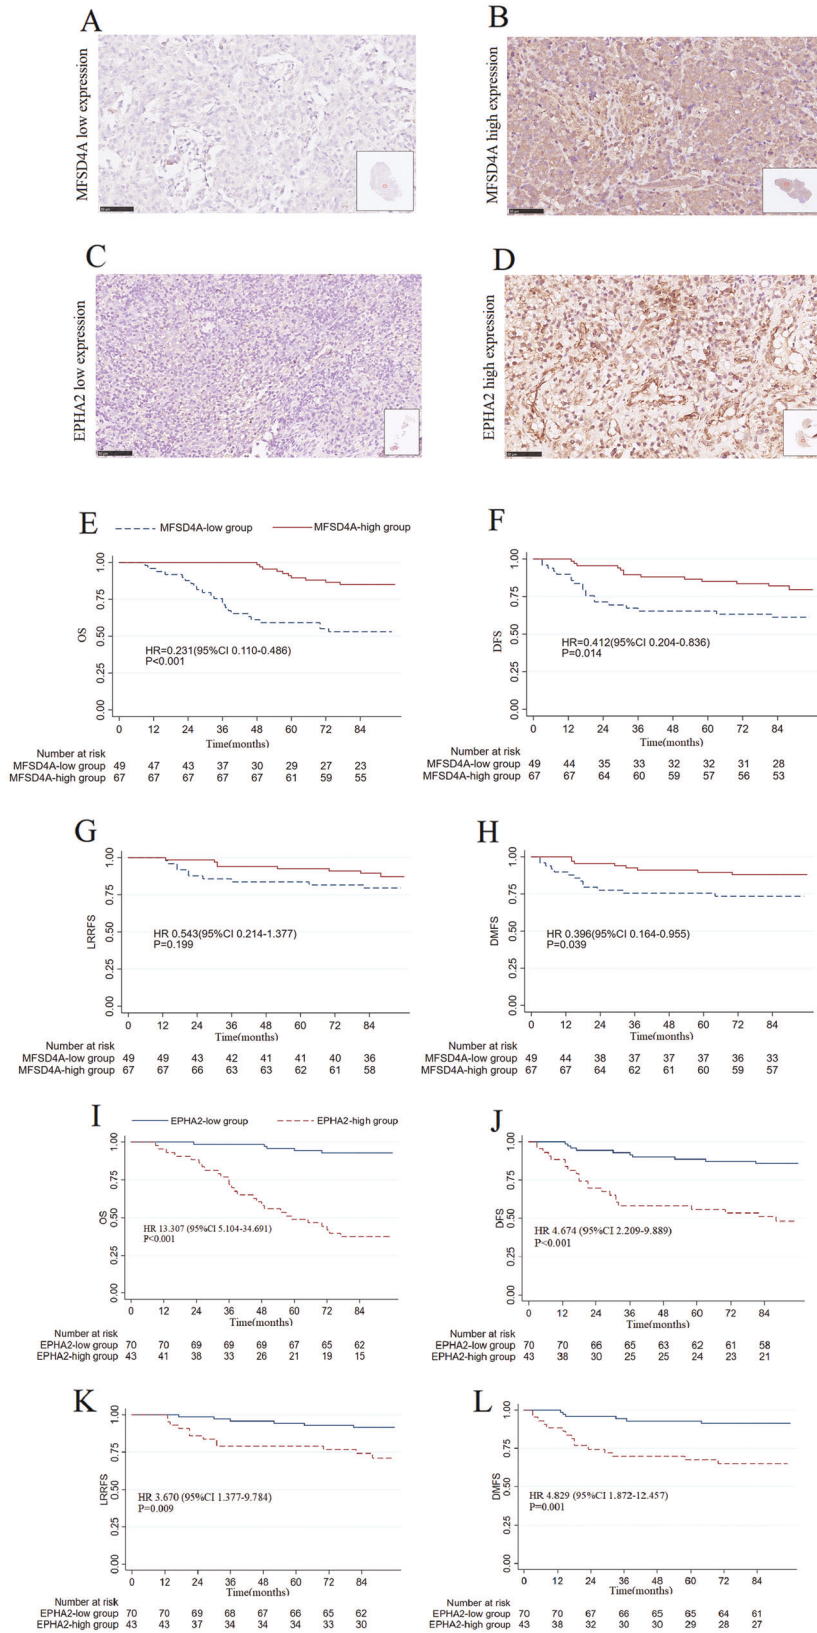 A
B
MFSD4A low expression
MFSD4A high expression
C
D
EPHA2 low expression
EPHA2 high expression
E
MFSD4A-low group
MFSD4A-high group
OS
1.00
0.75
0.50
0.25
0.00
HR=0.231(95%CI 0.110-0.486)
P<0.001
0 12 24 36 48 60 72 84
Time(months)
Number at risk
MFSD4A-low group 49 47 43 37 30 29 27 23
MFSD4A-high group 67 67 67 67 67 61 59 55
F
DFS
1.00
0.75
0.50
0.25
0.00
HR=0.412(95%CI 0.204-0.836)
P=0.014
0 12 24 36 48 60 72 84
Time(months)
Number at risk
MFSD4A-low group 49 44 35 33 32 32 31 28
MFSD4A-high group 67 67 64 60 59 57 56 53
G
LRRFS
1.00
0.75
0.50
0.25
0.00
HR 0.543(95%CI 0.214-1.377)
P=0.199
0 12 24 36 48 60 72 84
Time(months)
Number at risk
MFSD4A-low group 49 49 43 42 41 41 40 36
MFSD4A-high group 67 67 66 63 63 62 61 58
H
DMFS
1.00
0.75
0.50
0.25
0.00
HR 0.396(95%CI 0.164-0.955)
P=0.039
0 12 24 36 48 60 72 84
Time(months)
Number at risk
MFSD4A-low group 49 44 38 37 37 37 36 33
MFSD4A-high group 67 67 64 62 61 60 59 57
I
EPHA2-low group
EPHA2-high group
OS
1.00
0.75
0.50
0.25
0.00
HR 13.307 (95%CI 5.104-34.691)
P<0.001
0 12 24 36 48 60 72 84
Time(months)
Number at risk
EPHA2-low group 70 70 69 69 69 67 65 62
EPHA2-high group 43 41 38 33 26 21 19 15
J
DFS
1.00
0.75
0.50
0.25
0.00
HR 4.674 (95%CI 2.209-9.889)
P<0.001
0 12 24 36 48 60 72 84
Time(months)
Number at risk
EPHA2-low group 70 70 66 65 63 62 61 58
EPHA2-high group 43 38 30 25 25 24 23 21
K
LRRFS
1.00
0.75
0.50
0.25
0.00
HR 3.670 (95%CI 1.377-9.784)
P=0.009
0 12 24 36 48 60 72 84
Time(months)
Number at risk
EPHA2-low group 70 70 69 68 67 66 65 62
EPHA2-high group 43 43 37 34 34 34 33 30
L
DMFS
1.00
0.75
0.50
0.25
0.00
HR 4.829 (95%CI 1.872-12.457)
P=0.001
0 12 24 36 48 60 72 84
Time(months)
Number at risk
EPHA2-low group 70 70 67 66 65 65 64 61
EPHA2-high group 43 38 32 30 30 29 28 27